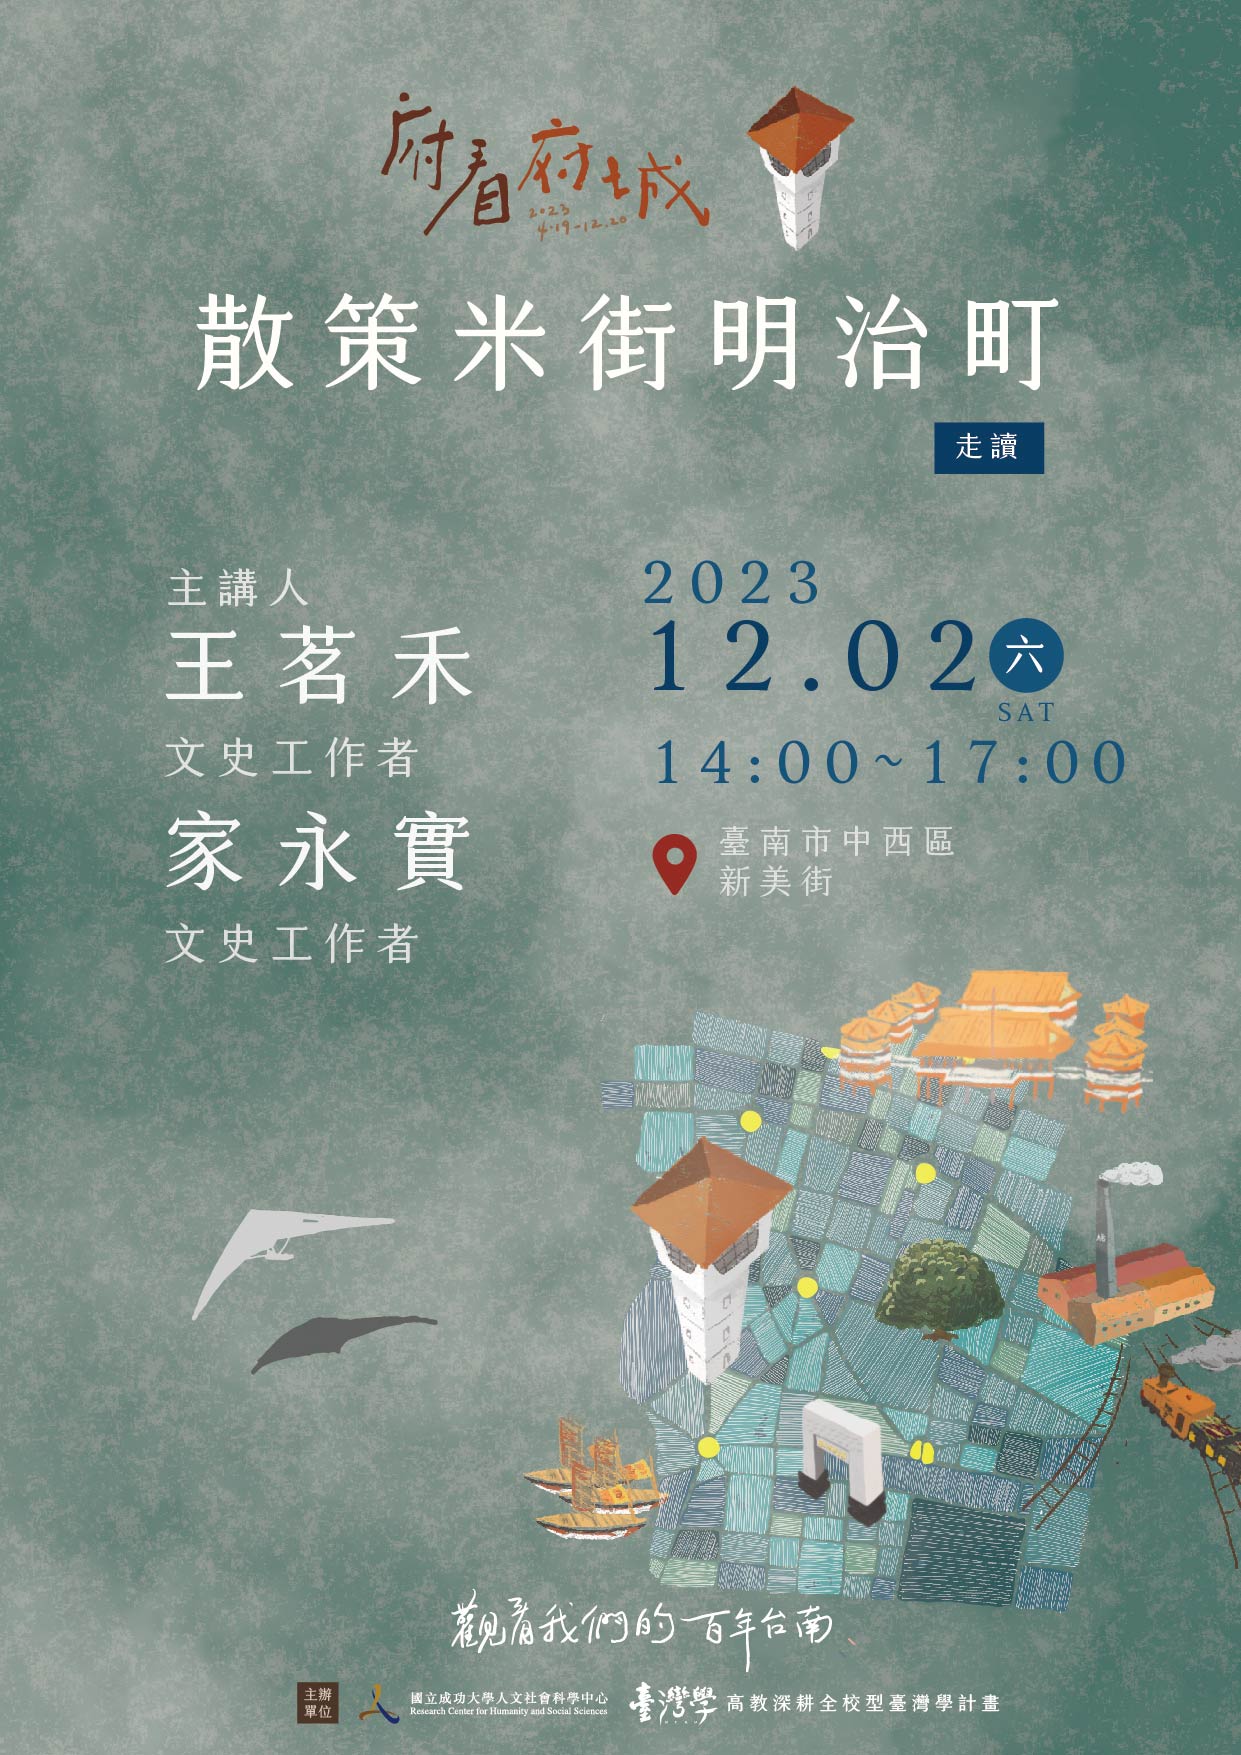 府看府城
2023
4.19-12.20
散策米街明治町
走讀
主講人
王茗禾
文史工作者
家永實
文史工作者
2023
12.02 六
SAT
14:00~17:00
臺南市中西區
新美街
觀看我們的百年台南
主辦
單位
國立成功大學人文社會科學中心
Research Center for Humanity and Social Sciences
臺灣學 高教深耕全校型臺灣學計畫